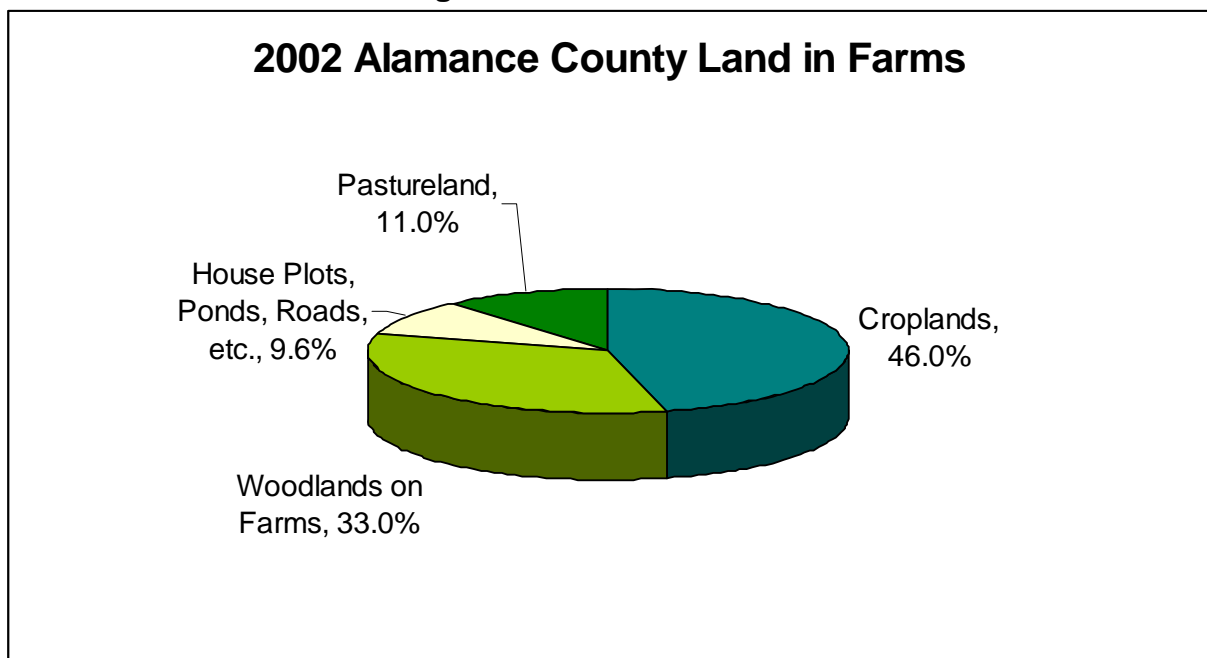 2002 Alamance County Land in Farms
Pastureland,
11.0%
House Plots,
Ponds, Roads,
etc., 9.6%
Croplands,
46.0%
Woodlands on
Farms, 33.0%